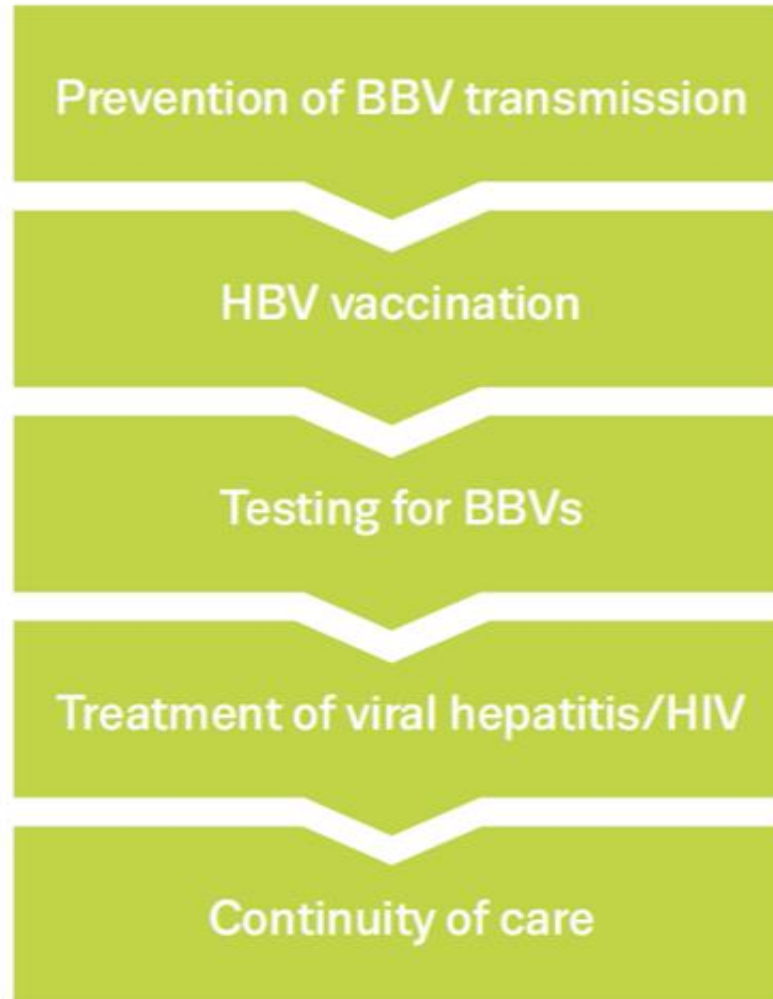 Prevention of BBV transmission
HBV vaccination
Testing for BBVs
Treatment of viral hepatitis/HIV
Continuity of care